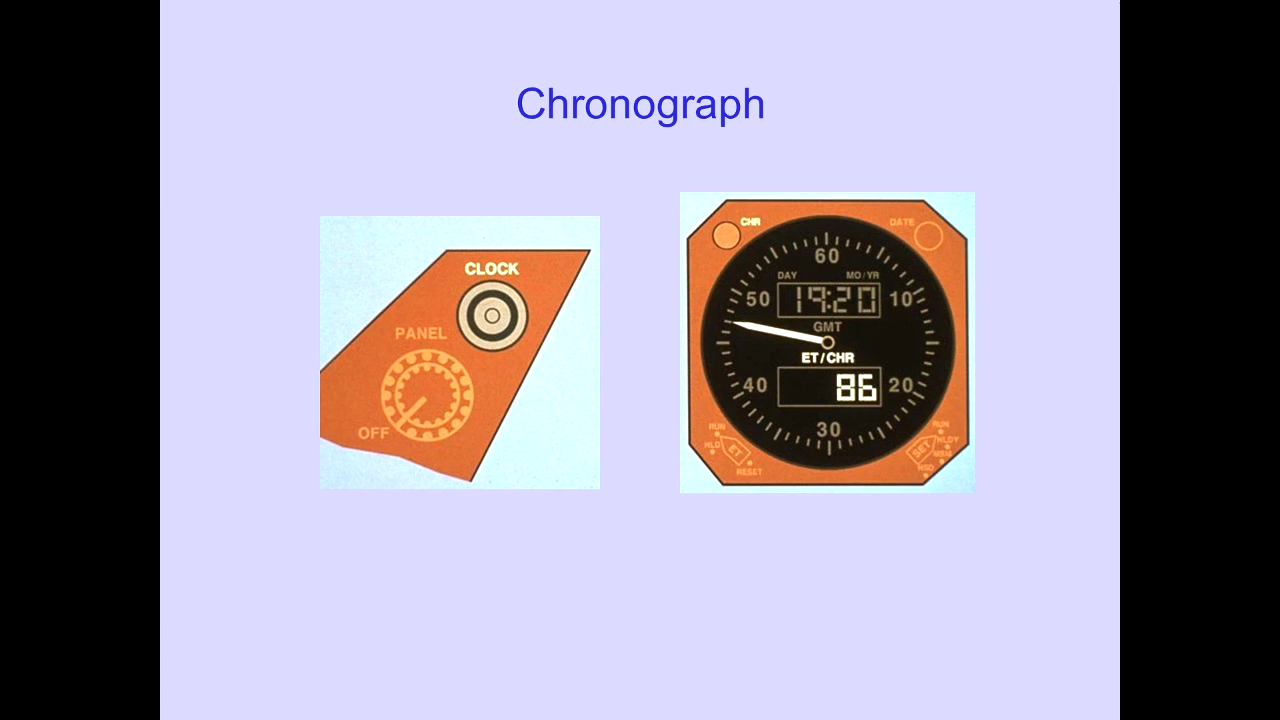 Chronograph
CLOCK
PANEL
OFF
CHR
DATE
60
DAY MO/YR
50 19:20 10
GMT
ET/CHR
40 86 20
30
RUN
HLD
ET
RESET
RUN
HLDY
SET
MSM
HSD